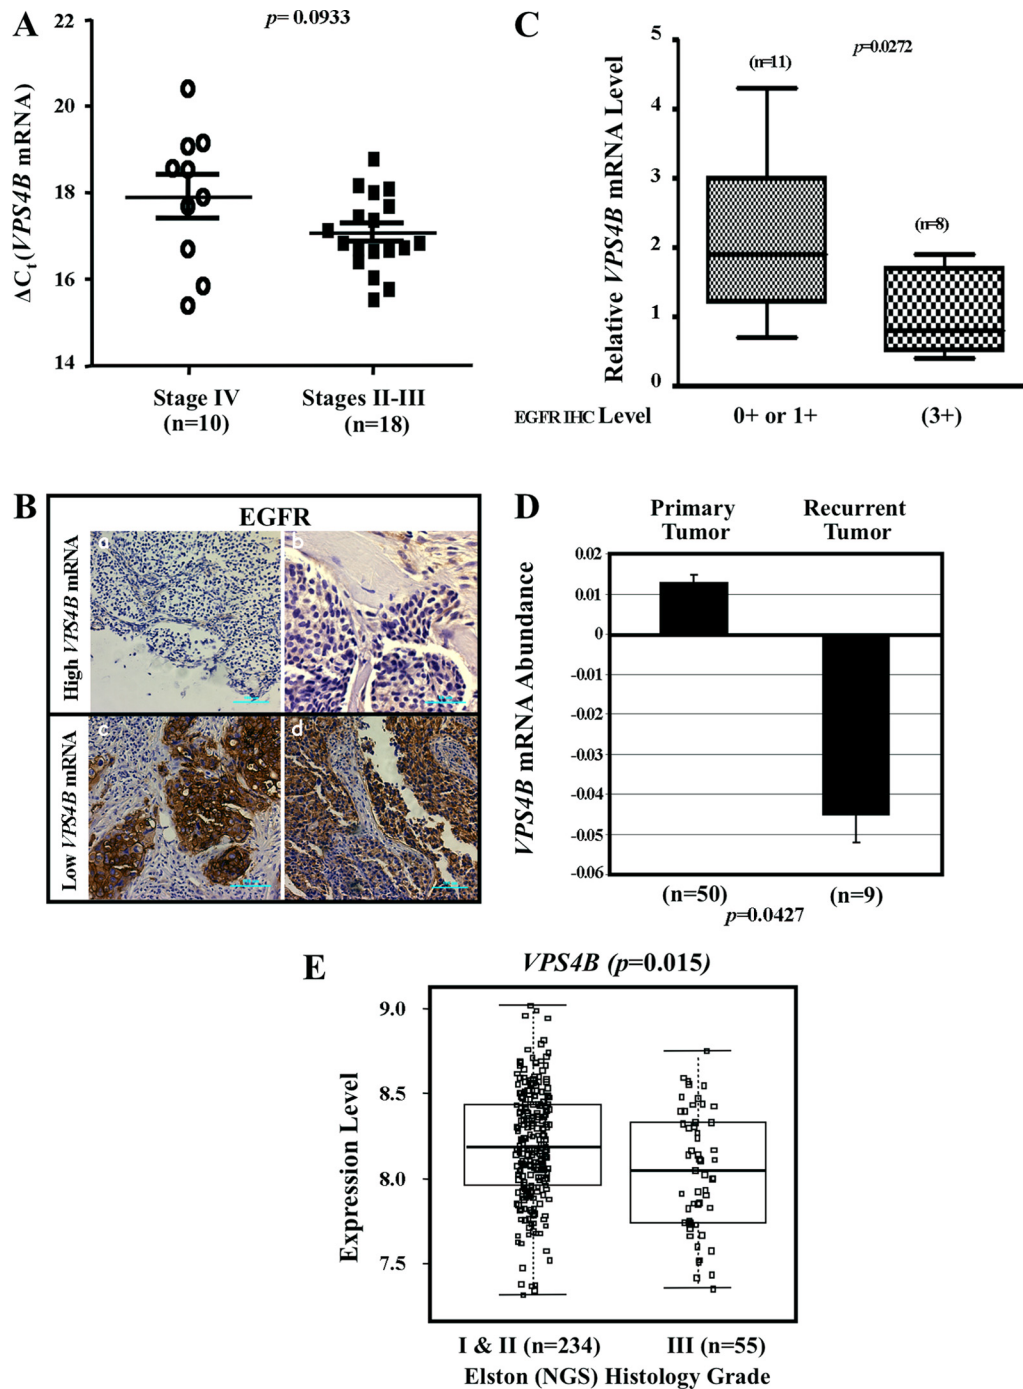 A
p= 0.0933
22
20
18
16
14
ΔCt(VPS4B mRNA)
Stage IV
(n=10)
Stages II-III
(n=18)
C
p=0.0272
(n=11)
(n=8)
5
4
3
2
1
0
Relative VPS4B mRNA Level
EGFR IHC Level
0+ or 1+
(3+)
B
EGFR
High VPS4B mRNA
a
b
Low VPS4B mRNA
c
d
D
Primary
Tumor
Recurrent
Tumor
0.02
0.01
0
-0.01
-0.02
-0.03
-0.04
-0.05
-0.06
VPS4B mRNA Abundance
(n=50)
(n=9)
p=0.0427
E
VPS4B (p=0.015)
9.0
8.5
8.0
7.5
Expression Level
I & II (n=234)
III (n=55)
Elston (NGS) Histology Grade